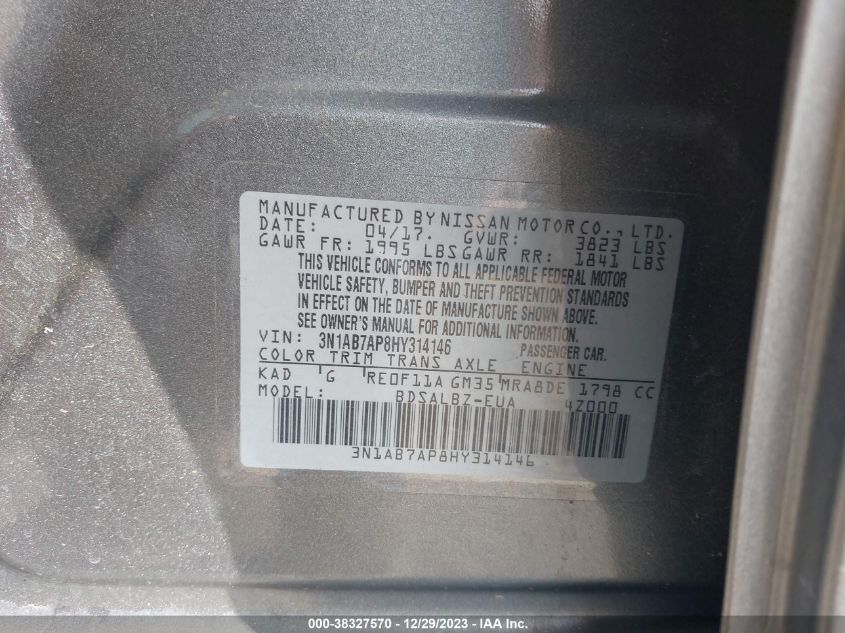 MANUFACTURED BY NISSAN MOTOR CO., LTD.
DATE: 04/17. GVWR: 3823 LBS
GAWR FR: 1995 LBS GAWR RR: 1841 LBS
THIS VEHICLE CONFORMS TO ALL APPLICABLE FEDERAL MOTOR
VEHICLE SAFETY, BUMPER AND THEFT PREVENTION STANDARDS
IN EFFECT ON THE DATE OF MANUFACTURE SHOWN ABOVE.
SEE OWNER'S MANUAL FOR ADDITIONAL INFORMATION.
VIN: 3N1AB7AP8HY314146 PASSENGER CAR.
COLOR TRIM TRANS AXLE ENGINE
KAD G RE0F11A GM35 MRA8DE 1798 CC
MODEL: BDSALBZ-EUA 4Z000
3N1AB7AP8HY314146
000-38327570 - 12/29/2023 - IAA Inc.